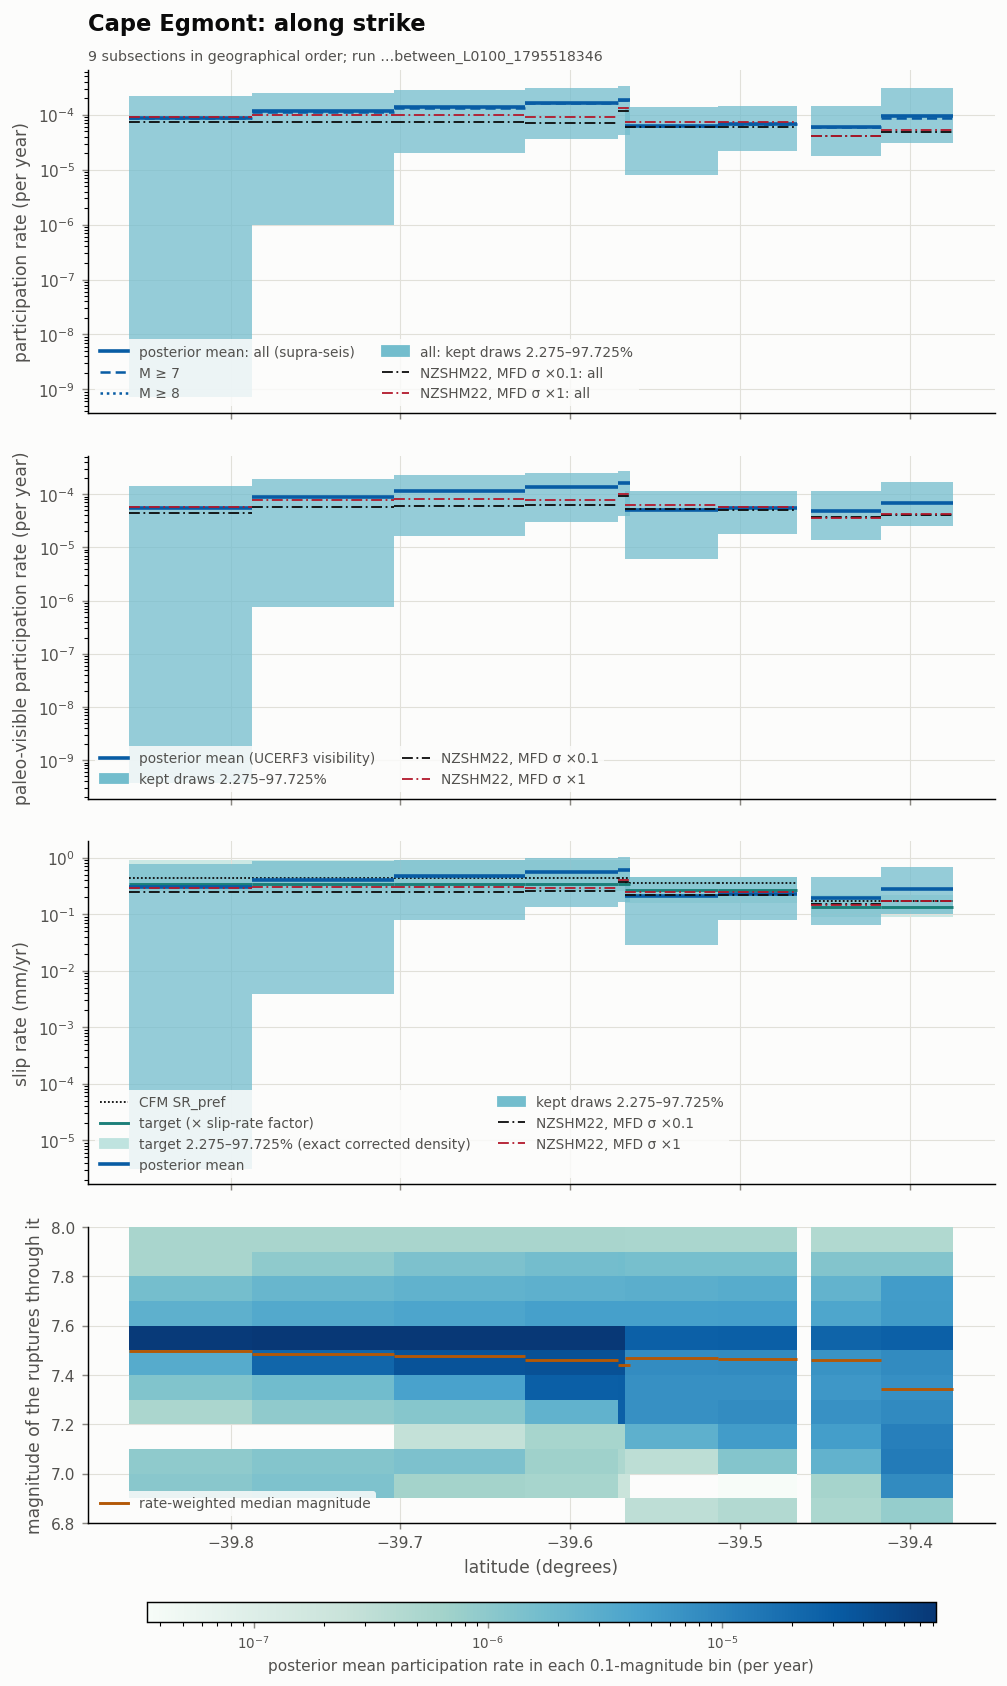 Cape Egmont: along strike
9 subsections in geographical order; run ...between_L0100_1795518346
participation rate (per year)
10⁻⁴
10⁻⁵
10⁻⁶
10⁻⁷
10⁻⁸
10⁻⁹
posterior mean: all (supra-seis)
M ≥ 7
M ≥ 8
all: kept draws 2.275–97.725%
NZSHM22, MFD σ ×0.1: all
NZSHM22, MFD σ ×1: all
paleo-visible participation rate (per year)
10⁻⁴
10⁻⁵
10⁻⁶
10⁻⁷
10⁻⁸
10⁻⁹
posterior mean (UCERF3 visibility)
kept draws 2.275–97.725%
NZSHM22, MFD σ ×0.1
NZSHM22, MFD σ ×1
slip rate (mm/yr)
10⁰
10⁻¹
10⁻²
10⁻³
10⁻⁴
10⁻⁵
CFM SR_pref
target (× slip-rate factor)
target 2.275–97.725% (exact corrected density)
posterior mean
kept draws 2.275–97.725%
NZSHM22, MFD σ ×0.1
NZSHM22, MFD σ ×1
magnitude of the ruptures through it
8.0
7.8
7.6
7.4
7.2
7.0
6.8
rate-weighted median magnitude
−39.8 −39.7 −39.6 −39.5 −39.4
latitude (degrees)
10⁻⁷ 10⁻⁶ 10⁻⁵
posterior mean participation rate in each 0.1-magnitude bin (per year)